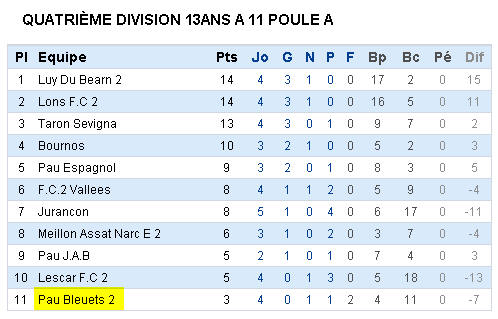 QUATRIÈME DIVISION 13ANS A 11 POULE A
Pl Equipe Pts Jo G N P F Bp Bc Pé Dif
1 Luy Du Bearn 2 14 4 3 1 0 0 17 2 0 15
2 Lons F.C 2 14 4 3 1 0 0 16 5 0 11
3 Taron Sevigna 13 4 3 0 1 0 9 7 0 2
4 Bournos 10 3 2 1 0 0 5 2 0 3
5 Pau Espagnol 9 3 2 0 1 0 8 3 0 5
6 F.C.2 Vallees 8 4 1 1 2 0 5 9 0 -4
7 Jurancon 8 5 1 0 4 0 6 17 0 -11
8 Meillon Assat Narc E 2 6 3 1 0 2 0 3 7 0 -4
9 Pau J.A.B 5 2 1 0 1 0 7 4 0 3
10 Lescar F.C 2 5 4 0 1 3 0 5 18 0 -13
11 Pau Bleuets 2 3 4 0 1 1 2 4 11 0 -7